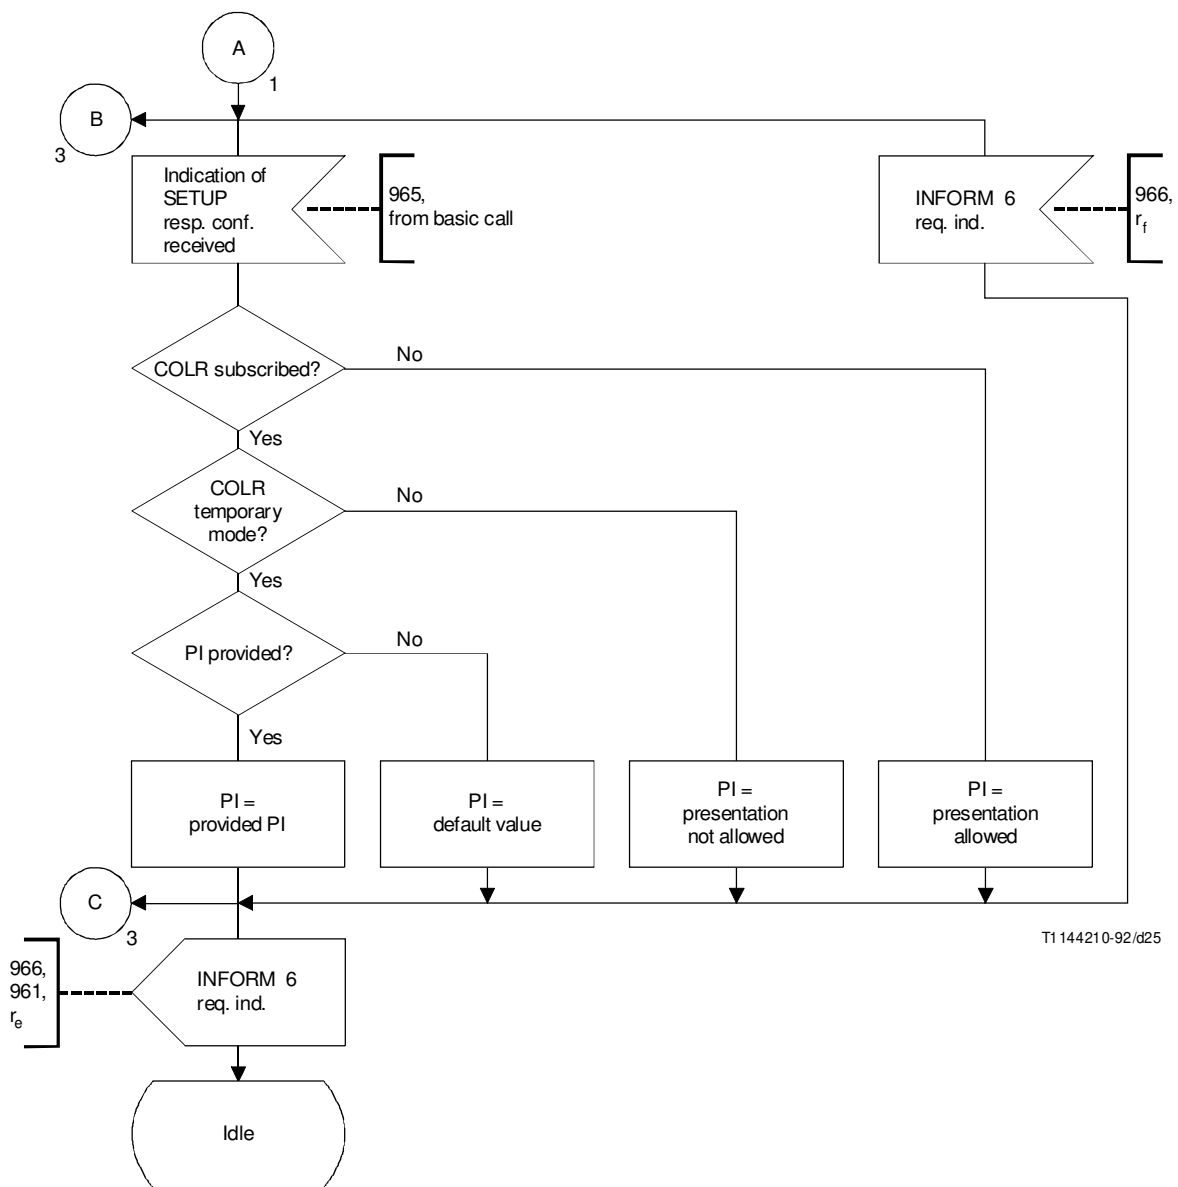 A
1
B
3
Indication of
SETUP
resp. conf.
received
965,
from basic call
INFORM 6
req. ind.
966,
rf
COLR subscribed?
No
Yes
COLR
temporary
mode?
No
Yes
PI provided?
No
Yes
PI =
provided PI
PI =
default value
PI =
presentation
not allowed
PI =
presentation
allowed
C
3
T1144210-92/d25
966,
961,
re
INFORM 6
req. ind.
Idle